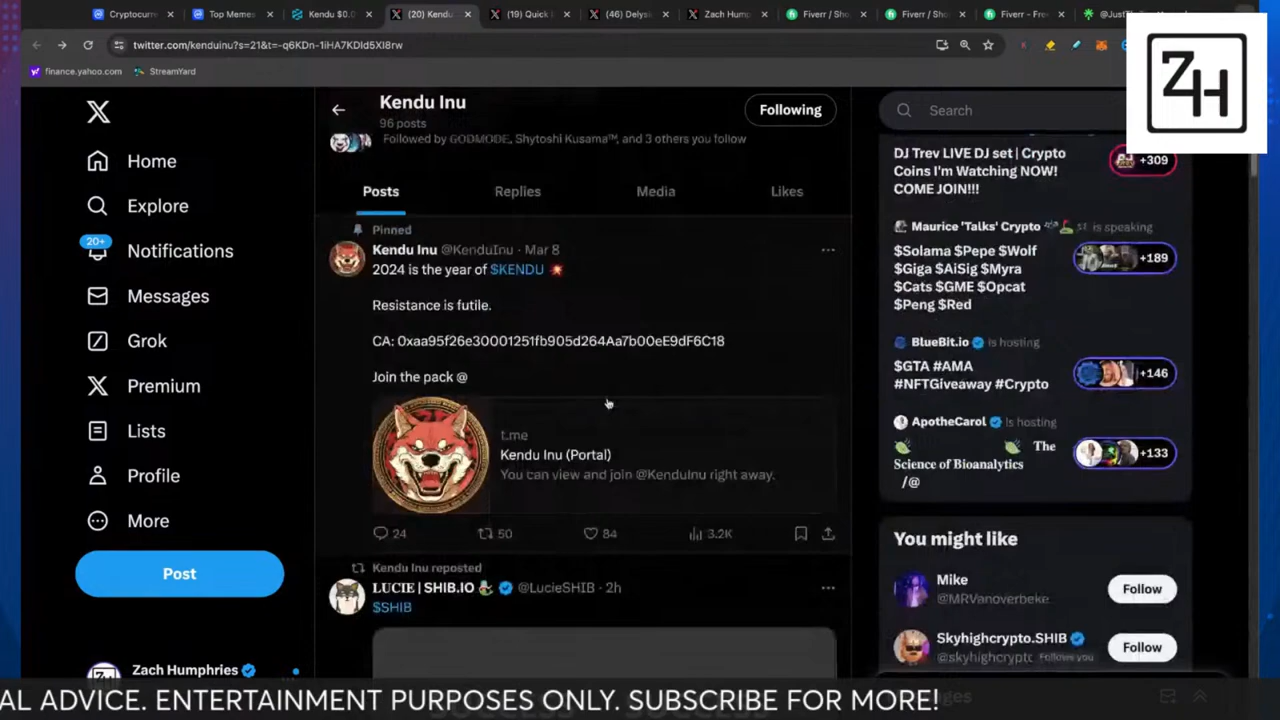 Cryptocurr
Top Memes
Kendu $0.0
(20) Kendu
(19) Quick
(46) Delysi
Zach Hump
Fiverr / Sho
Fiverr / Sho
Fiverr - Fre
@JustTh
twitter.com/kenduinu?s=21&t=-q6KDn-1iHA7KDId5XI8rw
finance.yahoo.com
StreamYard
ZH
Home
Explore
20+
Notifications
Messages
Grok
Premium
Lists
Profile
More
Post
Zach Humphries
Kendu Inu
96 posts
Following
Followed by GODMODE, Shytoshi Kusama™, and 3 others you follow
Posts
Replies
Media
Likes
Pinned
Kendu Inu @KenduInu · Mar 8
2024 is the year of $KENDU
Resistance is futile.
CA: 0xaa95f26e30001251fb905d264Aa7b00eE9dF6C18
Join the pack @
t.me
Kendu Inu (Portal)
You can view and join @KenduInu right away.
24
50
84
3.2K
Kendu Inu reposted
LUCIE | SHIB.IO @LucieSHIB · 2h
$SHIB
Search
DJ Trev LIVE DJ set | Crypto
Coins I'm Watching NOW!
COME JOIN!!!
+309
Maurice 'Talks' Crypto is speaking
$Solama $Pepe $Wolf
$Giga $AiSig $Myra
$Cats $GME $Opcat
$Peng $Red
+189
BlueBit.io is hosting
$GTA #AMA
#NFTGiveaway #Crypto
+146
ApotheCarol is hosting
The
Science of Bioanalytics
/@
+133
You might like
Mike
@MRVanoverbeke
Follow
Skyhighcrypto.SHIB
@skyhighcrypto Follows you
Follow
AL ADVICE. ENTERTAINMENT PURPOSES ONLY. SUBSCRIBE FOR MORE!